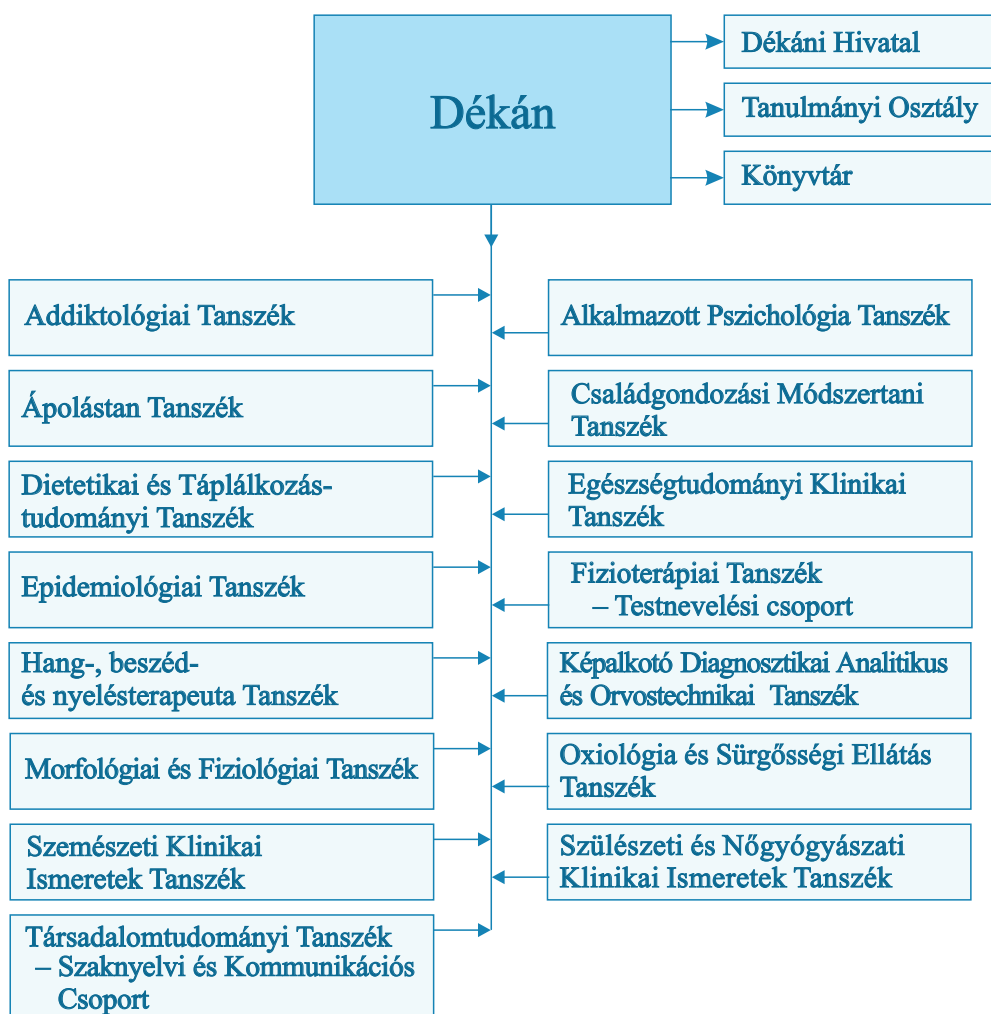 Dékán
Dékáni Hivatal
Tanulmányi Osztály
Könyvtár
Addiktológiai Tanszék
Alkalmazott Pszichológia Tanszék
Ápolástan Tanszék
Családgondozási Módszertani
Tanszék
Dietetikai és Táplálkozás-
tudományi Tanszék
Egészségtudományi Klinikai
Tanszék
Epidemiológiai Tanszék
Fizioterápiai Tanszék
– Testnevelési csoport
Hang-, beszéd-
és nyelésterapeuta Tanszék
Képalkotó Diagnosztikai Analitikus
és Orvostechnikai Tanszék
Morfológiai és Fiziológiai Tanszék
Oxiológia és Sürgősségi Ellátás
Tanszék
Szemészeti Klinikai
Ismeretek Tanszék
Szülészeti és Nőgyógyászati
Klinikai Ismeretek Tanszék
Társadalomtudományi Tanszék
– Szaknyelvi és Kommunikációs
Csoport